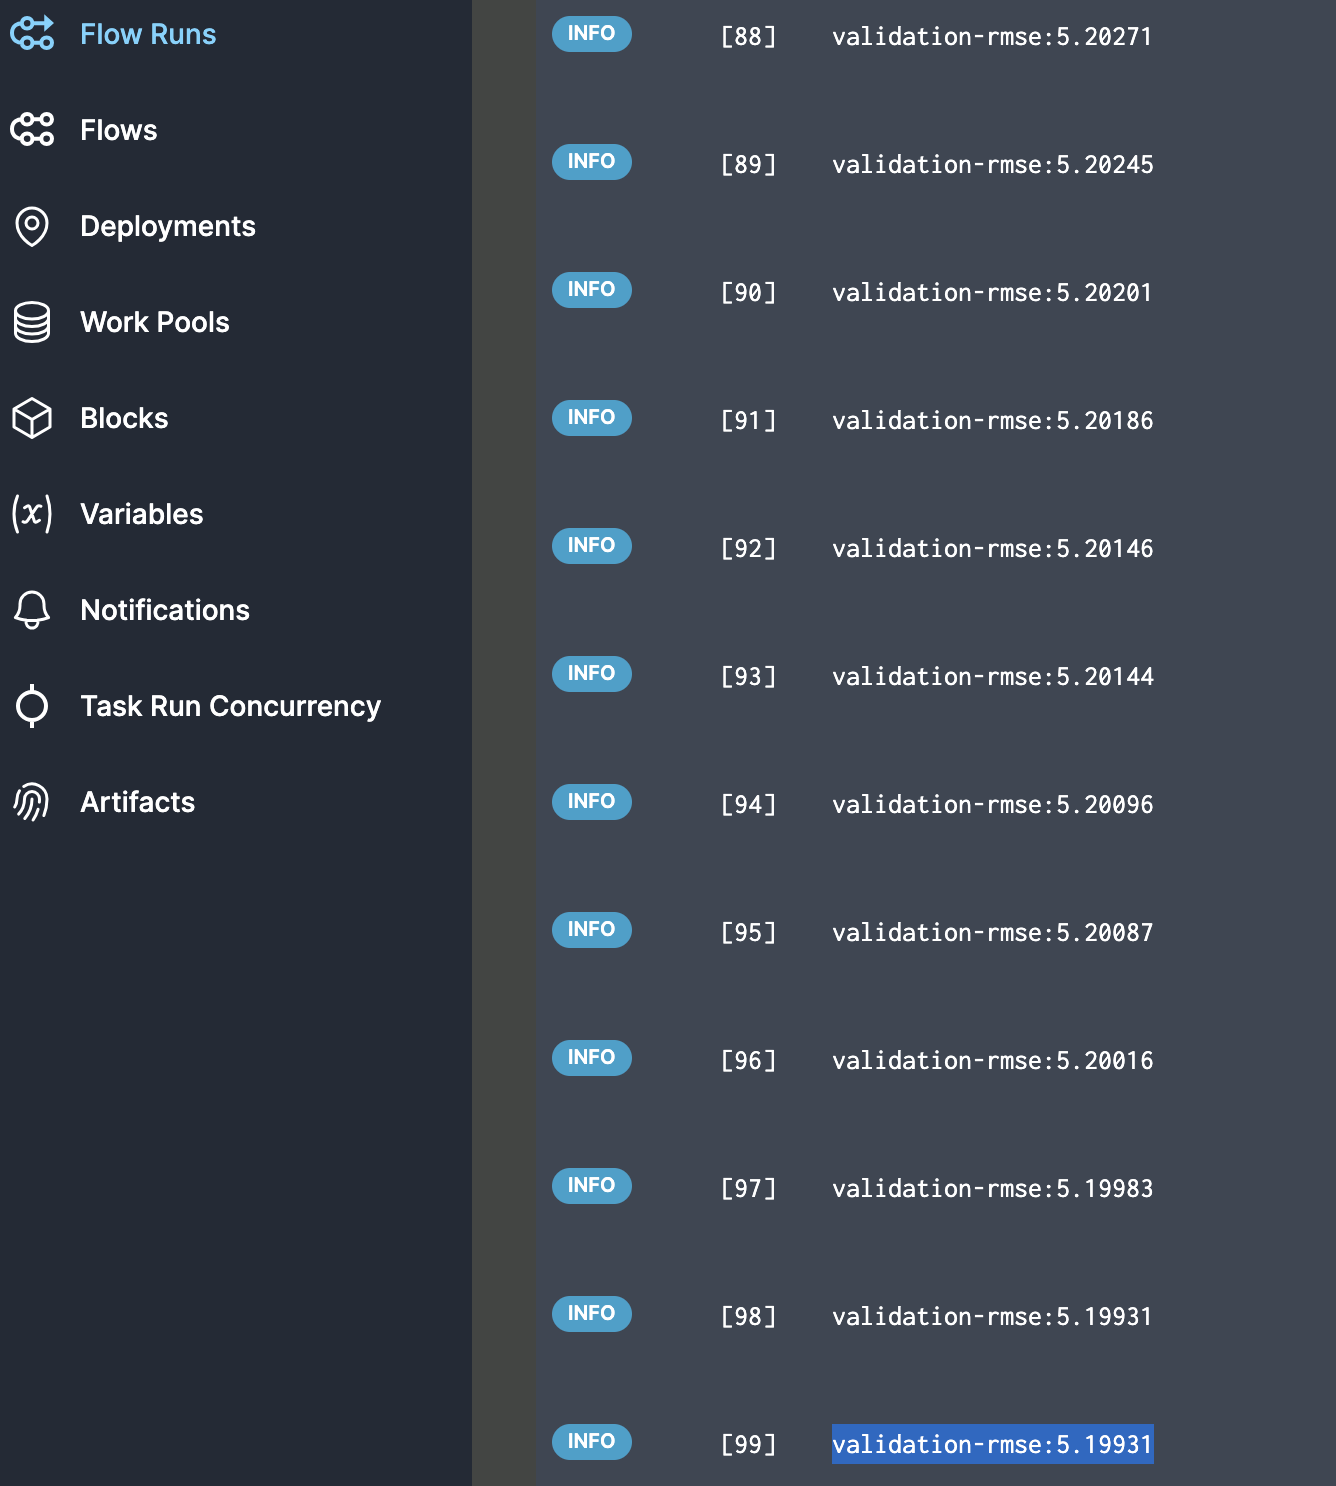 Flow Runs
Flows
Deployments
Work Pools
Blocks
(x) Variables
Notifications
Task Run Concurrency
Artifacts
INFO [88] validation-rmse:5.20271
INFO [89] validation-rmse:5.20245
INFO [90] validation-rmse:5.20201
INFO [91] validation-rmse:5.20186
INFO [92] validation-rmse:5.20146
INFO [93] validation-rmse:5.20144
INFO [94] validation-rmse:5.20096
INFO [95] validation-rmse:5.20087
INFO [96] validation-rmse:5.20016
INFO [97] validation-rmse:5.19983
INFO [98] validation-rmse:5.19931
INFO [99] validation-rmse:5.19931